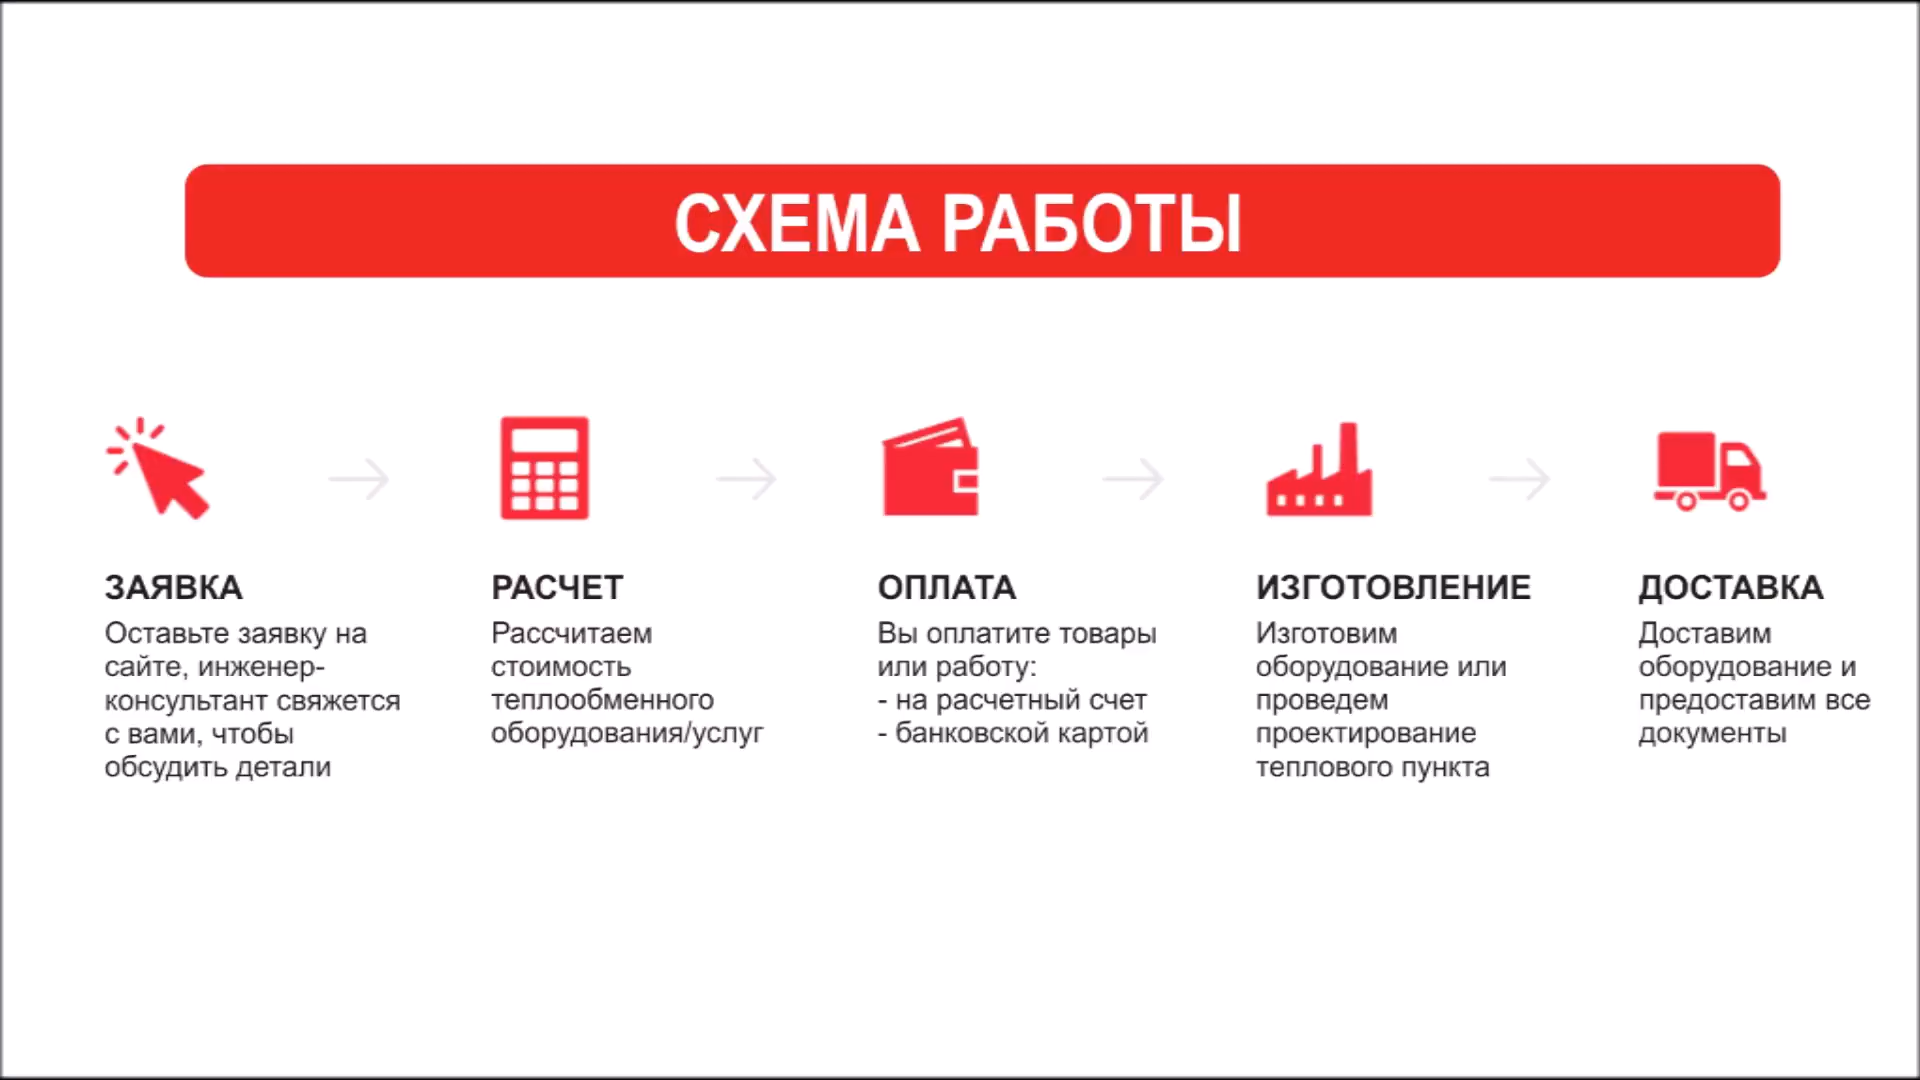 СХЕМА РАБОТЫ
ЗАЯВКА
Оставьте заявку на
сайте, инженер-
консультант свяжется
с вами, чтобы
обсудить детали
РАСЧЕТ
Рассчитаем
стоимость
теплообменного
оборудования/услуг
ОПЛАТА
Вы оплатите товары
или работу:
- на расчетный счет
- банковской картой
ИЗГОТОВЛЕНИЕ
Изготовим
оборудование или
проведем
проектирование
теплового пункта
ДОСТАВКА
Доставим
оборудование и
предоставим все
документы